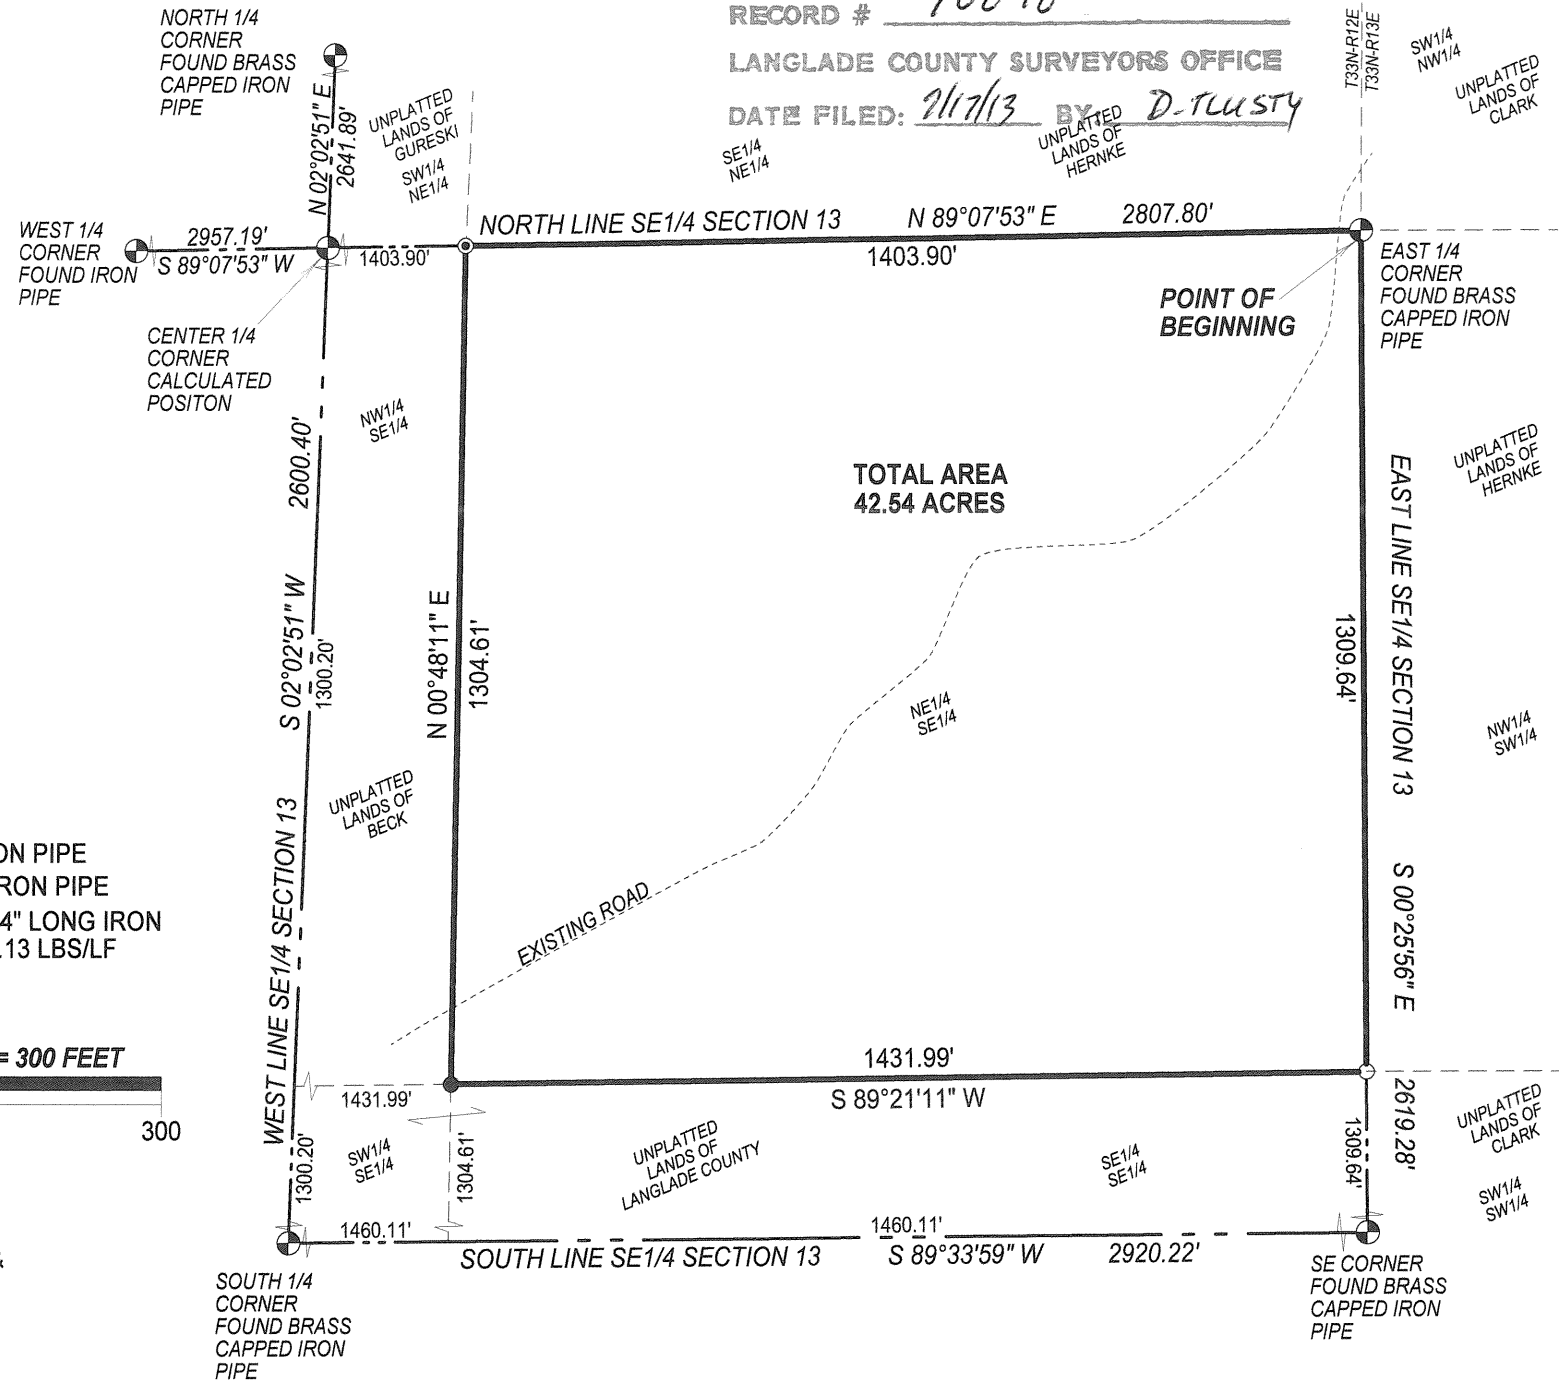 RECORD #
LANGLADE COUNTY SURVEYORS OFFICE
DATE FILED: 9/17/13 BY D. TLUSTY
NORTH 1/4
CORNER
FOUND BRASS
CAPPED IRON
PIPE
N 02°02'51" E
2641.89'
UNPLATTED
LANDS OF
GURESKI
SW1/4
NE1/4
SE1/4
NE1/4
UNPLATTED
LANDS OF
HERNKE
T33N-R12E
T33N-R13E
SW1/4
NW1/4
UNPLATTED
LANDS OF
CLARK
WEST 1/4
CORNER
FOUND IRON
PIPE
2957.19'
S 89°07'53" W
1403.90'
NORTH LINE SE1/4 SECTION 13 N 89°07'53" E 2807.80'
1403.90'
EAST 1/4
CORNER
FOUND BRASS
CAPPED IRON
PIPE
POINT OF
BEGINNING
CENTER 1/4
CORNER
CALCULATED
POSITON
NW1/4
SE1/4
TOTAL AREA
42.54 ACRES
UNPLATTED
LANDS OF
HERNKE
WEST LINE SE1/4 SECTION 13 S 02°02'51" W 2600.40'
1300.20'
N 00°48'11" E
1304.61'
NE1/4
SE1/4
1309.64'
EAST LINE SE1/4 SECTION 13 S 00°25'56" E 2619.28'
NW1/4
SW1/4
UNPLATTED
LANDS OF
BECK
EXISTING ROAD
ON PIPE
RON PIPE
4" LONG IRON
.13 LBS/LF
= 300 FEET
300
1431.99'
S 89°21'11" W
1431.99'
SW1/4
SE1/4
1300.20'
1304.61'
UNPLATTED
LANDS OF
LANGLADE COUNTY
SE1/4
SE1/4
1309.64'
UNPLATTED
LANDS OF
CLARK
SW1/4
SW1/4
1460.11'
1460.11'
SOUTH LINE SE1/4 SECTION 13 S 89°33'59" W 2920.22'
SOUTH 1/4
CORNER
FOUND BRASS
CAPPED IRON
PIPE
SE CORNER
FOUND BRASS
CAPPED IRON
PIPE